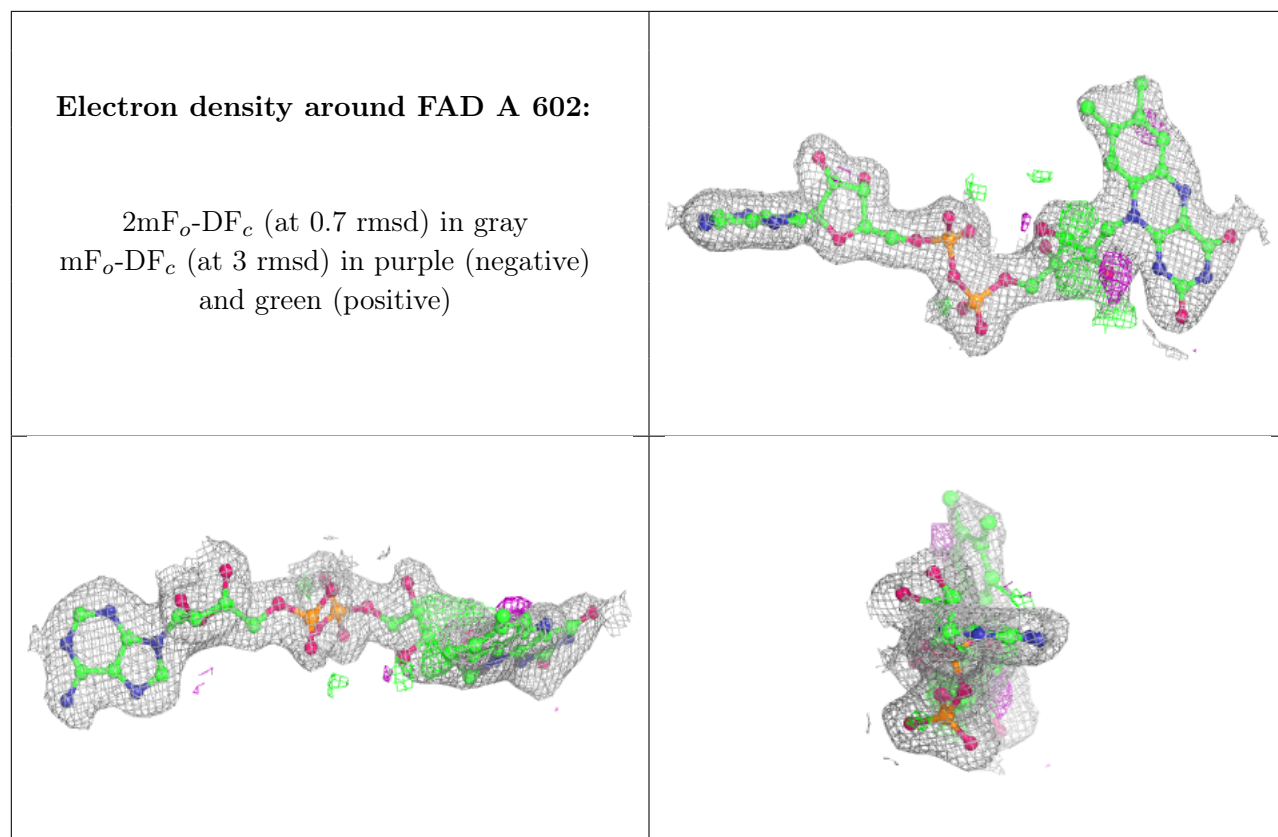 Electron density around FAD A 602:
2mFo-DFc (at 0.7 rmsd) in gray
mFo-DFc (at 3 rmsd) in purple (negative)
and green (positive)